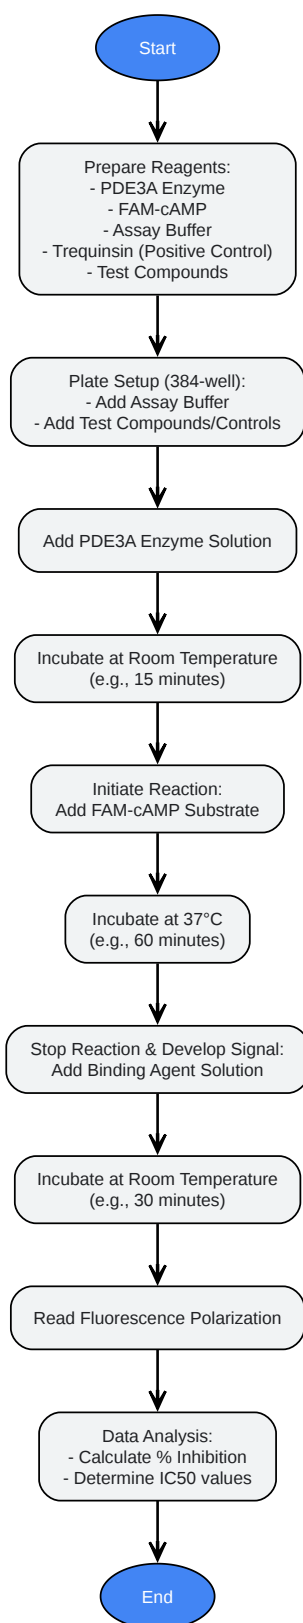 Start
Prepare Reagents:
- PDE3A Enzyme
- FAM-cAMP
- Assay Buffer
- Trequinsin (Positive Control)
- Test Compounds
Plate Setup (384-well):
- Add Assay Buffer
- Add Test Compounds/Controls
Add PDE3A Enzyme Solution
Incubate at Room Temperature
(e.g., 15 minutes)
Initiate Reaction:
Add FAM-cAMP Substrate
Incubate at 37°C
(e.g., 60 minutes)
Stop Reaction & Develop Signal:
Add Binding Agent Solution
Incubate at Room Temperature
(e.g., 30 minutes)
Read Fluorescence Polarization
Data Analysis:
- Calculate % Inhibition
- Determine IC50 values
End